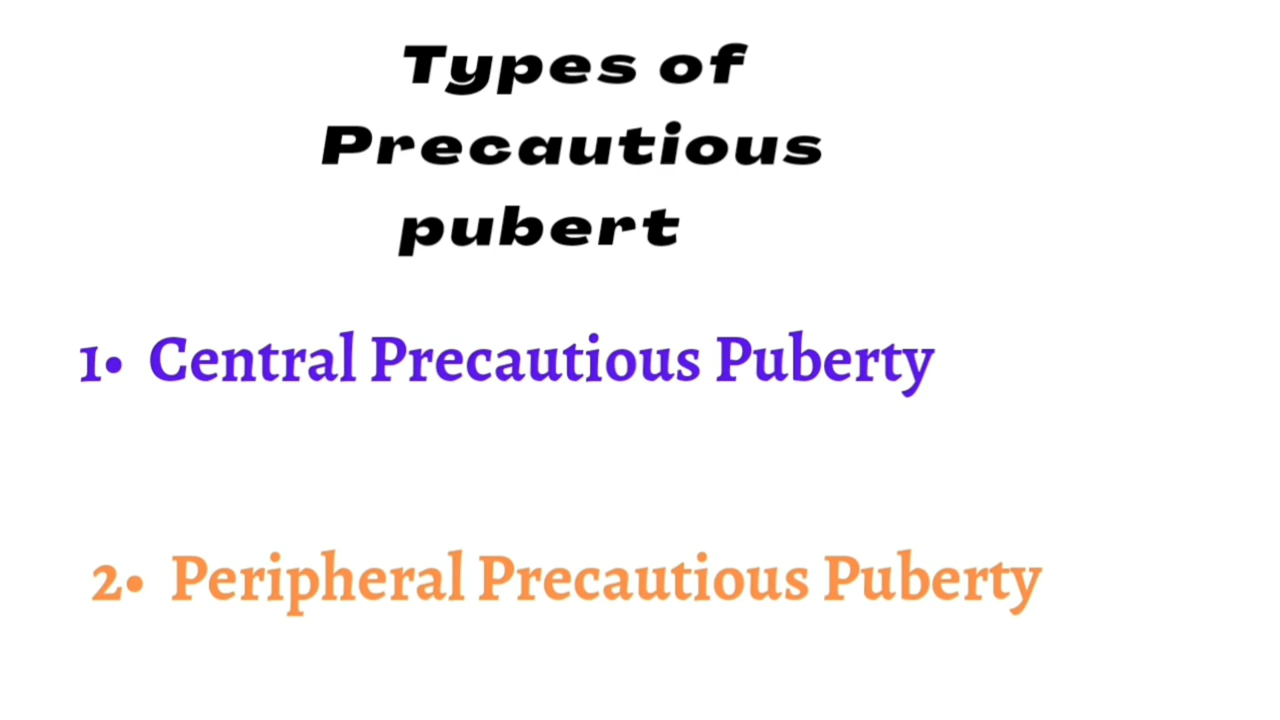 Types of
Precautious
pubert
1• Central Precautious Puberty
2• Peripheral Precautious Puberty